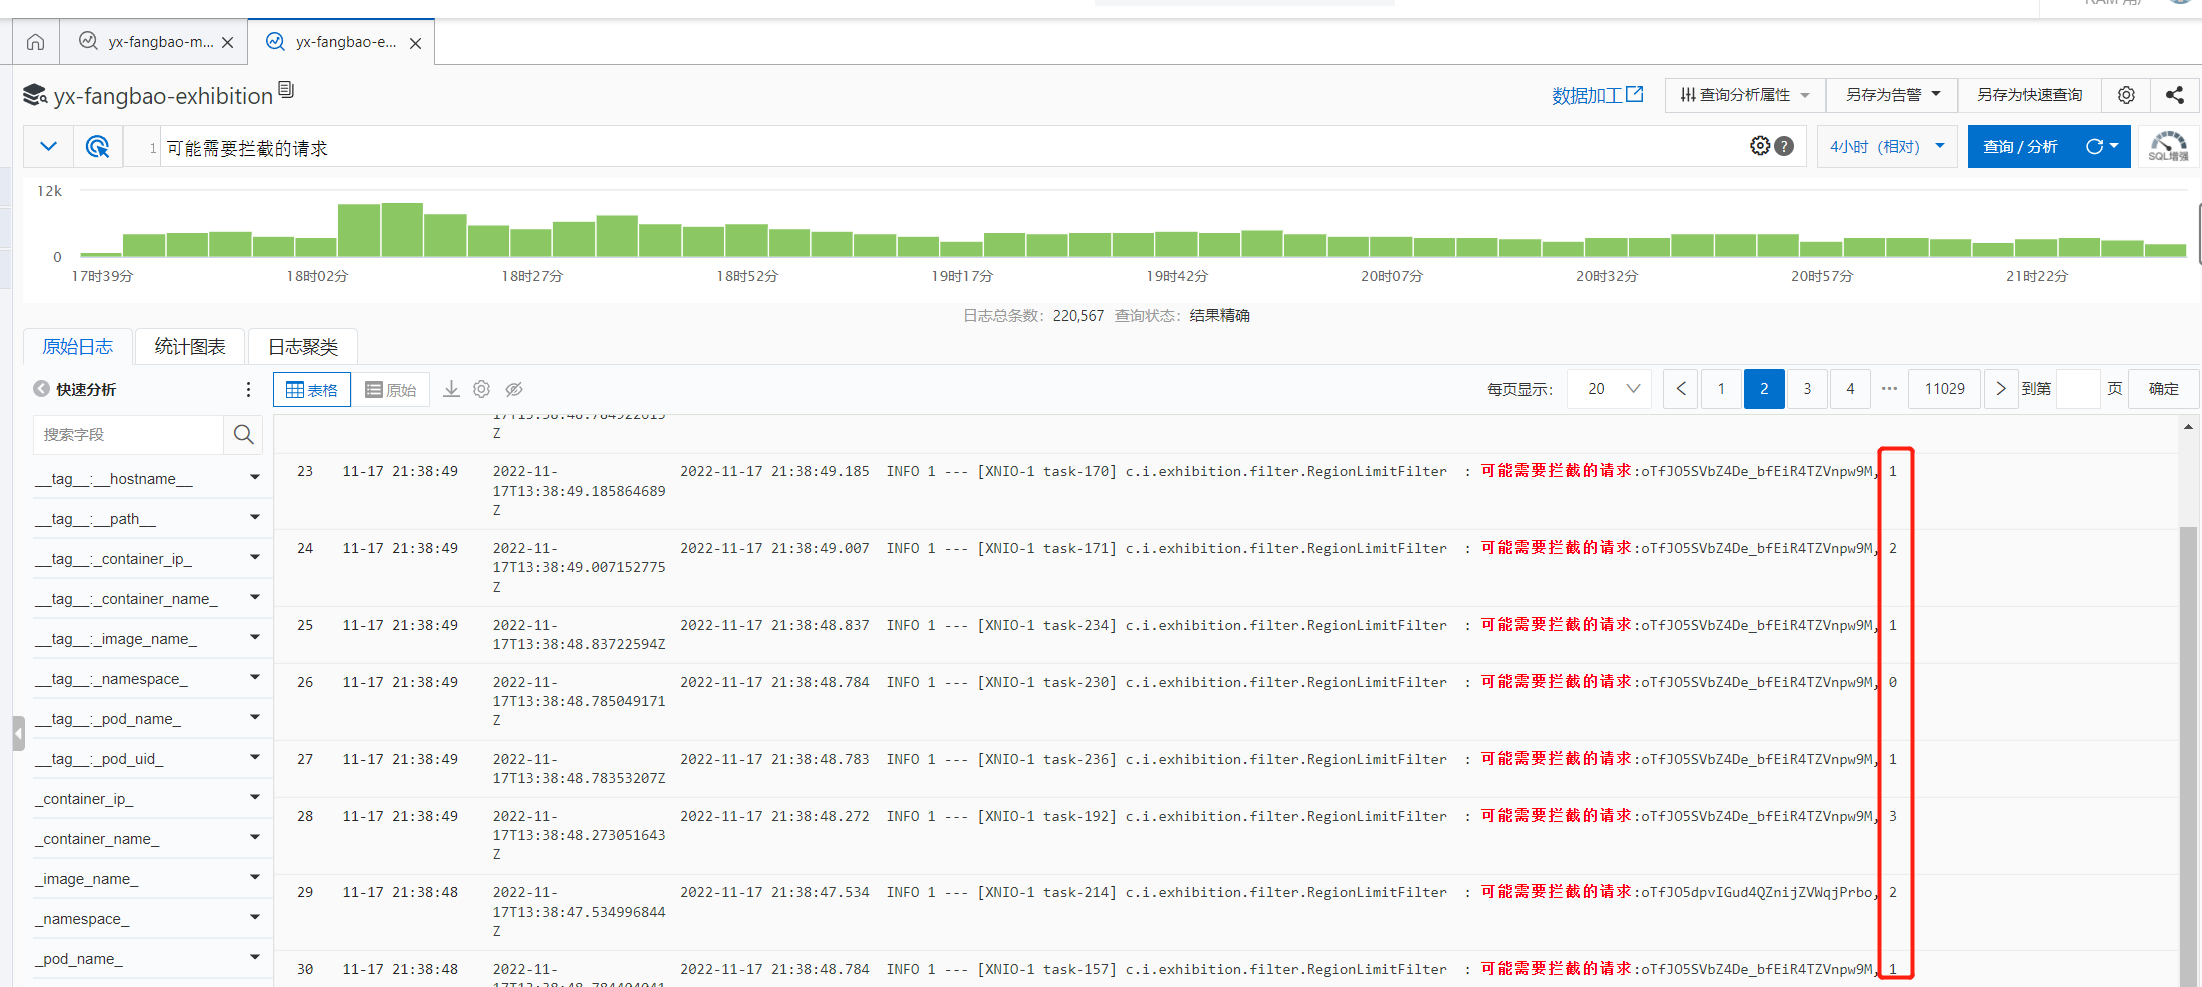 RAM 用户
yx-fangbao-m...
yx-fangbao-e...
yx-fangbao-exhibition
数据加工
查询分析属性
另存为告警
另存为快速查询
1 可能需要拦截的请求
4小时（相对）
查询 / 分析
SQL增强
12k
0
17时39分 18时02分 18时27分 18时52分 19时17分 19时42分 20时07分 20时32分 20时57分 21时22分
日志总条数: 220,567 查询状态: 结果精确
原始日志 统计图表 日志聚类
快速分析
表格 原始
每页显示: 20
1 2 3 4 ... 11029 到第 页 确定
搜索字段
__tag__:__hostname__
__tag__:__path__
__tag__:_container_ip_
__tag__:_container_name_
__tag__:_image_name_
__tag__:_namespace_
__tag__:_pod_name_
__tag__:_pod_uid_
_container_ip_
_container_name_
_image_name_
_namespace_
_pod_name_
17T13:38:48.784922615
Z
23 11-17 21:38:49 2022-11- 2022-11-17 21:38:49.185 INFO 1 --- [XNIO-1 task-170] c.i.exhibition.filter.RegionLimitFilter : 可能需要拦截的请求:oTfJO5SVbZ4De_bfEiR4TZVnpw9M, 1
17T13:38:49.185864689
Z
24 11-17 21:38:49 2022-11- 2022-11-17 21:38:49.007 INFO 1 --- [XNIO-1 task-171] c.i.exhibition.filter.RegionLimitFilter : 可能需要拦截的请求:oTfJO5SVbZ4De_bfEiR4TZVnpw9M, 2
17T13:38:49.007152775
Z
25 11-17 21:38:49 2022-11- 2022-11-17 21:38:48.837 INFO 1 --- [XNIO-1 task-234] c.i.exhibition.filter.RegionLimitFilter : 可能需要拦截的请求:oTfJO5SVbZ4De_bfEiR4TZVnpw9M, 1
17T13:38:48.83722594Z
26 11-17 21:38:49 2022-11- 2022-11-17 21:38:48.784 INFO 1 --- [XNIO-1 task-230] c.i.exhibition.filter.RegionLimitFilter : 可能需要拦截的请求:oTfJO5SVbZ4De_bfEiR4TZVnpw9M, 0
17T13:38:48.785049171
Z
27 11-17 21:38:49 2022-11- 2022-11-17 21:38:48.783 INFO 1 --- [XNIO-1 task-236] c.i.exhibition.filter.RegionLimitFilter : 可能需要拦截的请求:oTfJO5SVbZ4De_bfEiR4TZVnpw9M, 1
17T13:38:48.78353207Z
28 11-17 21:38:49 2022-11- 2022-11-17 21:38:48.272 INFO 1 --- [XNIO-1 task-192] c.i.exhibition.filter.RegionLimitFilter : 可能需要拦截的请求:oTfJO5SVbZ4De_bfEiR4TZVnpw9M, 3
17T13:38:48.273051643
Z
29 11-17 21:38:48 2022-11- 2022-11-17 21:38:47.534 INFO 1 --- [XNIO-1 task-214] c.i.exhibition.filter.RegionLimitFilter : 可能需要拦截的请求:oTfJO5dpvIGud4QZnijZVWqjPrbo, 2
17T13:38:47.534996844
Z
30 11-17 21:38:48 2022-11- 2022-11-17 21:38:48.784 INFO 1 --- [XNIO-1 task-157] c.i.exhibition.filter.RegionLimitFilter : 可能需要拦截的请求:oTfJO5SVbZ4De_bfEiR4TZVnpw9M, 1